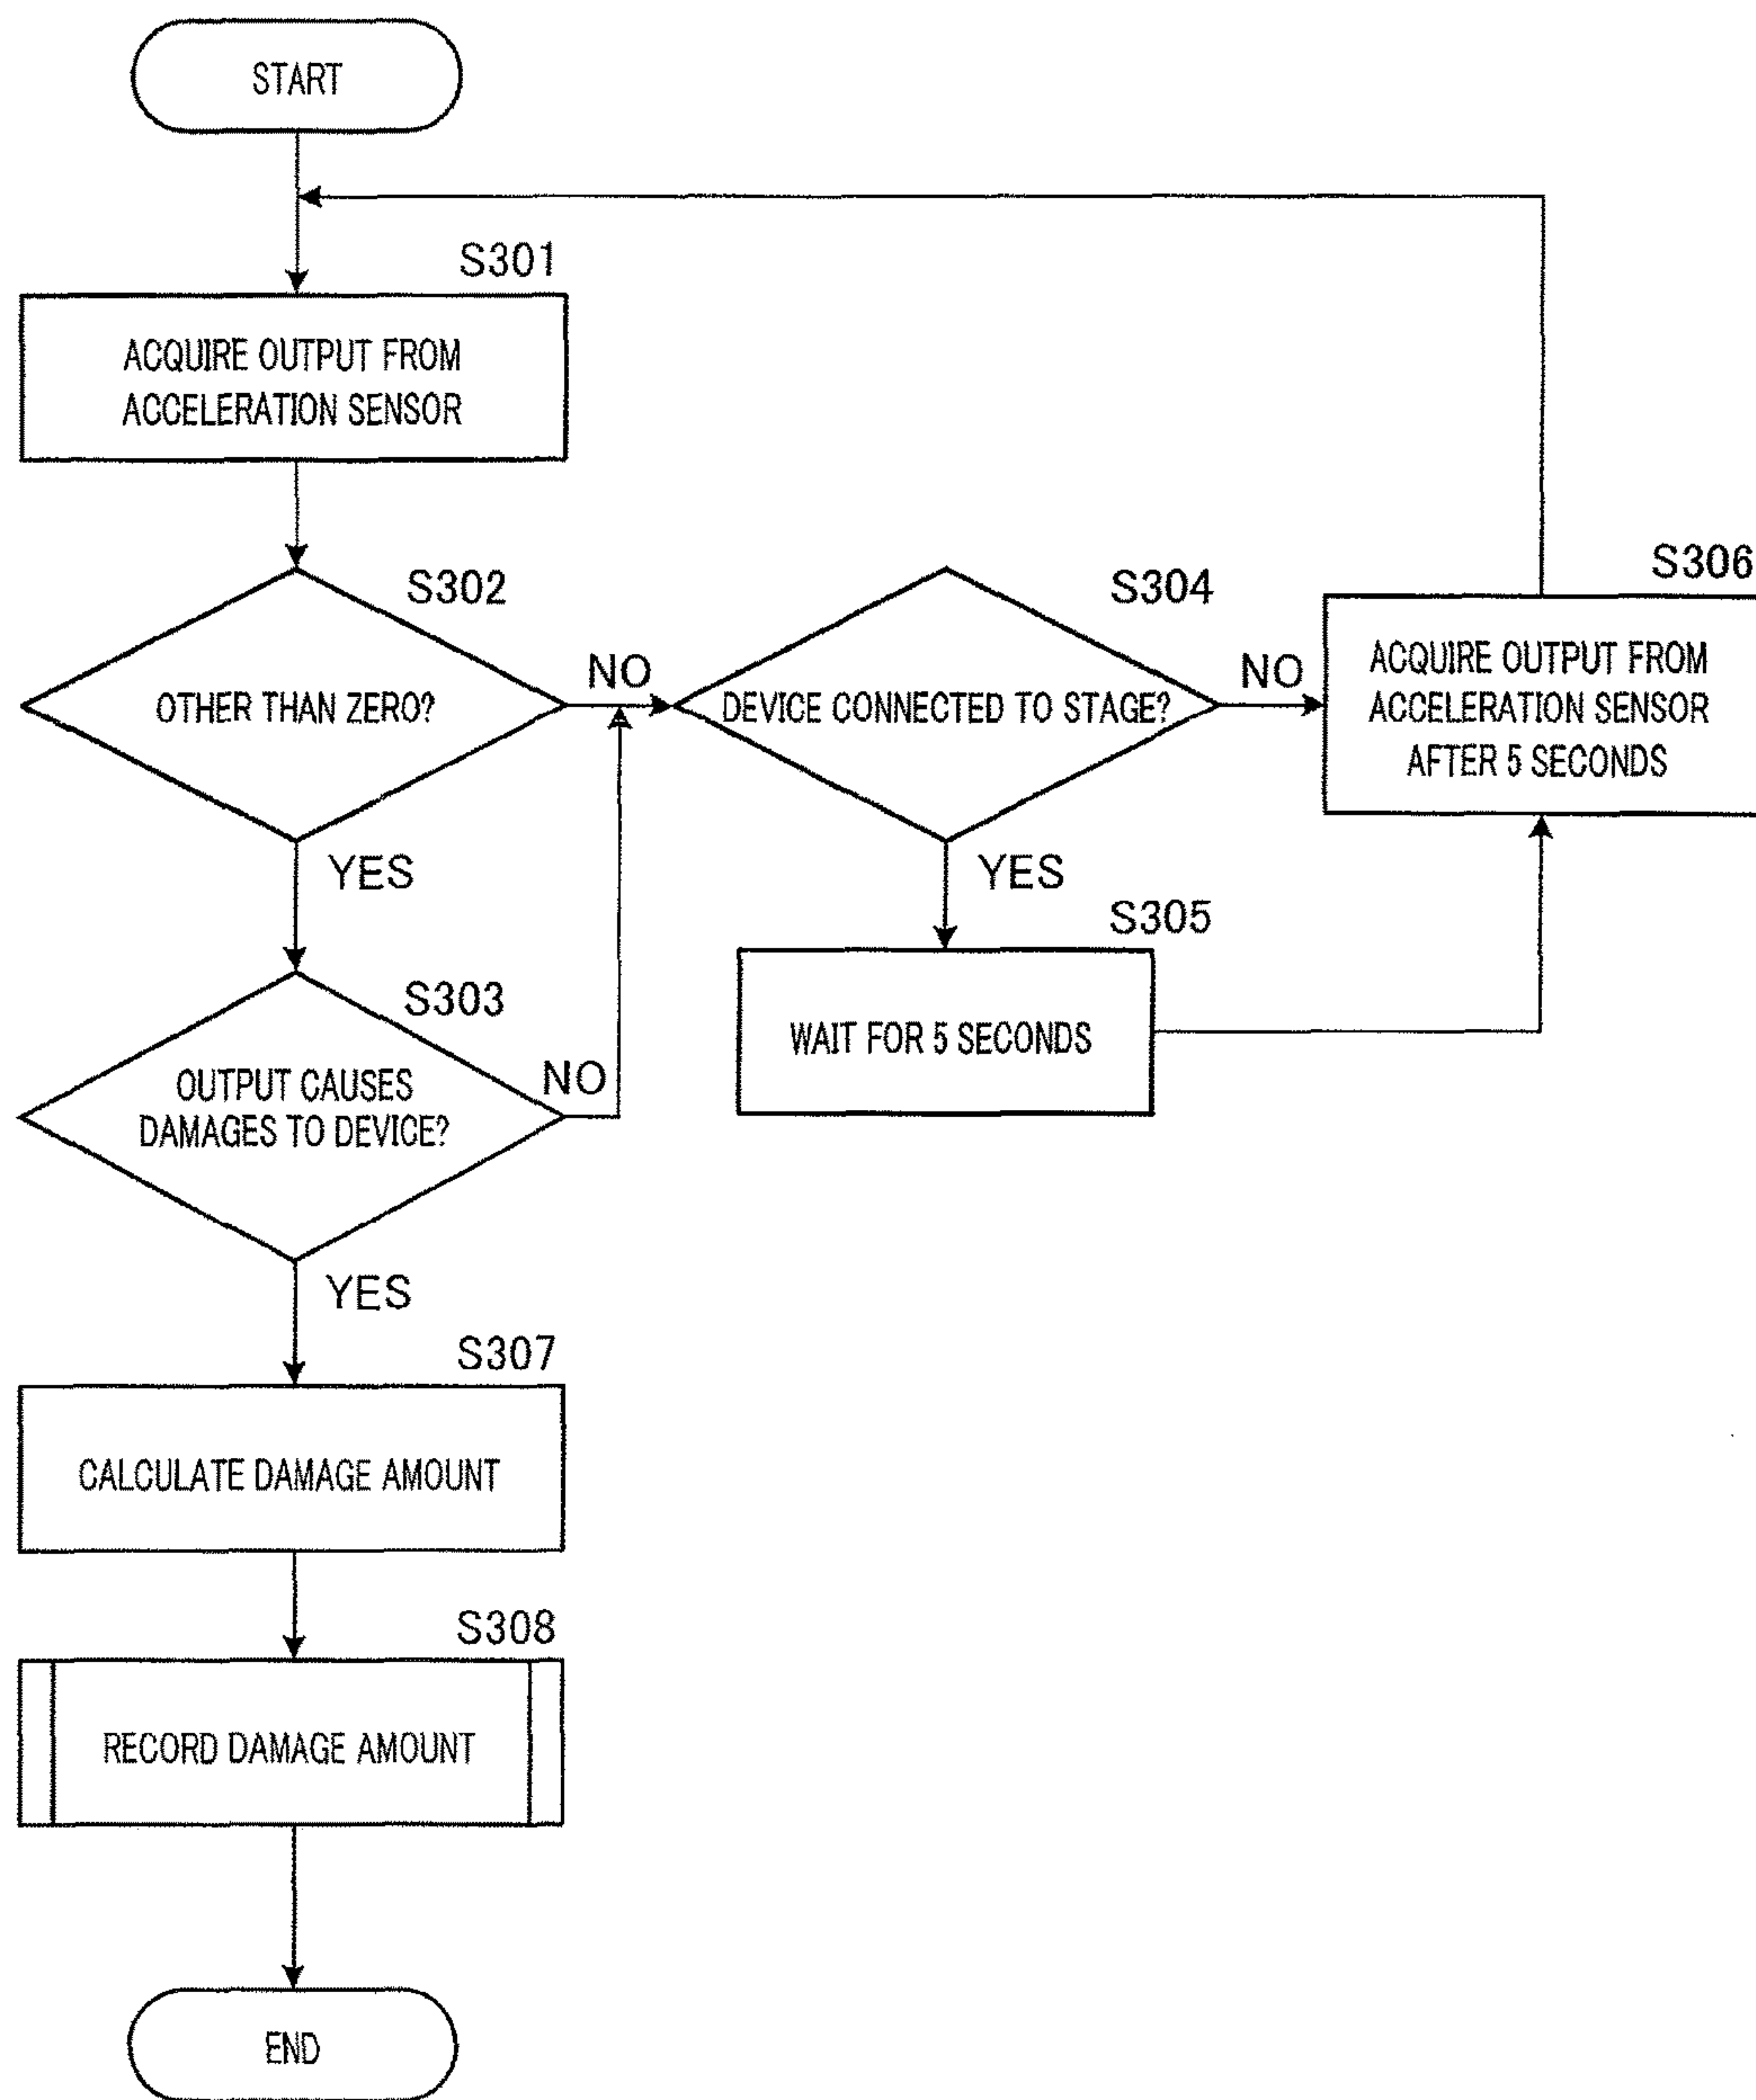 START
S301
ACQUIRE OUTPUT FROM
ACCELERATION SENSOR
S302
OTHER THAN ZERO?
NO
YES
S304
DEVICE CONNECTED TO STAGE?
NO
YES
S306
ACQUIRE OUTPUT FROM
ACCELERATION SENSOR
AFTER 5 SECONDS
S305
WAIT FOR 5 SECONDS
S303
OUTPUT CAUSES
DAMAGES TO DEVICE?
NO
YES
S307
CALCULATE DAMAGE AMOUNT
S308
RECORD DAMAGE AMOUNT
END